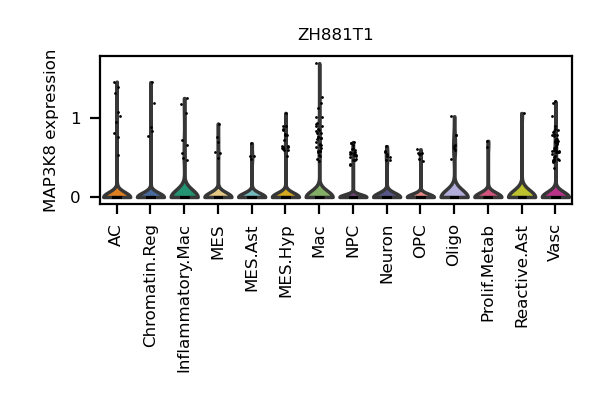 ZH881T1
MAP3K8 expression
1
0
AC
Chromatin.Reg
Inflammatory.Mac
MES
MES.Ast
MES.Hyp
Mac
NPC
Neuron
OPC
Oligo
Prolif.Metab
Reactive.Ast
Vasc